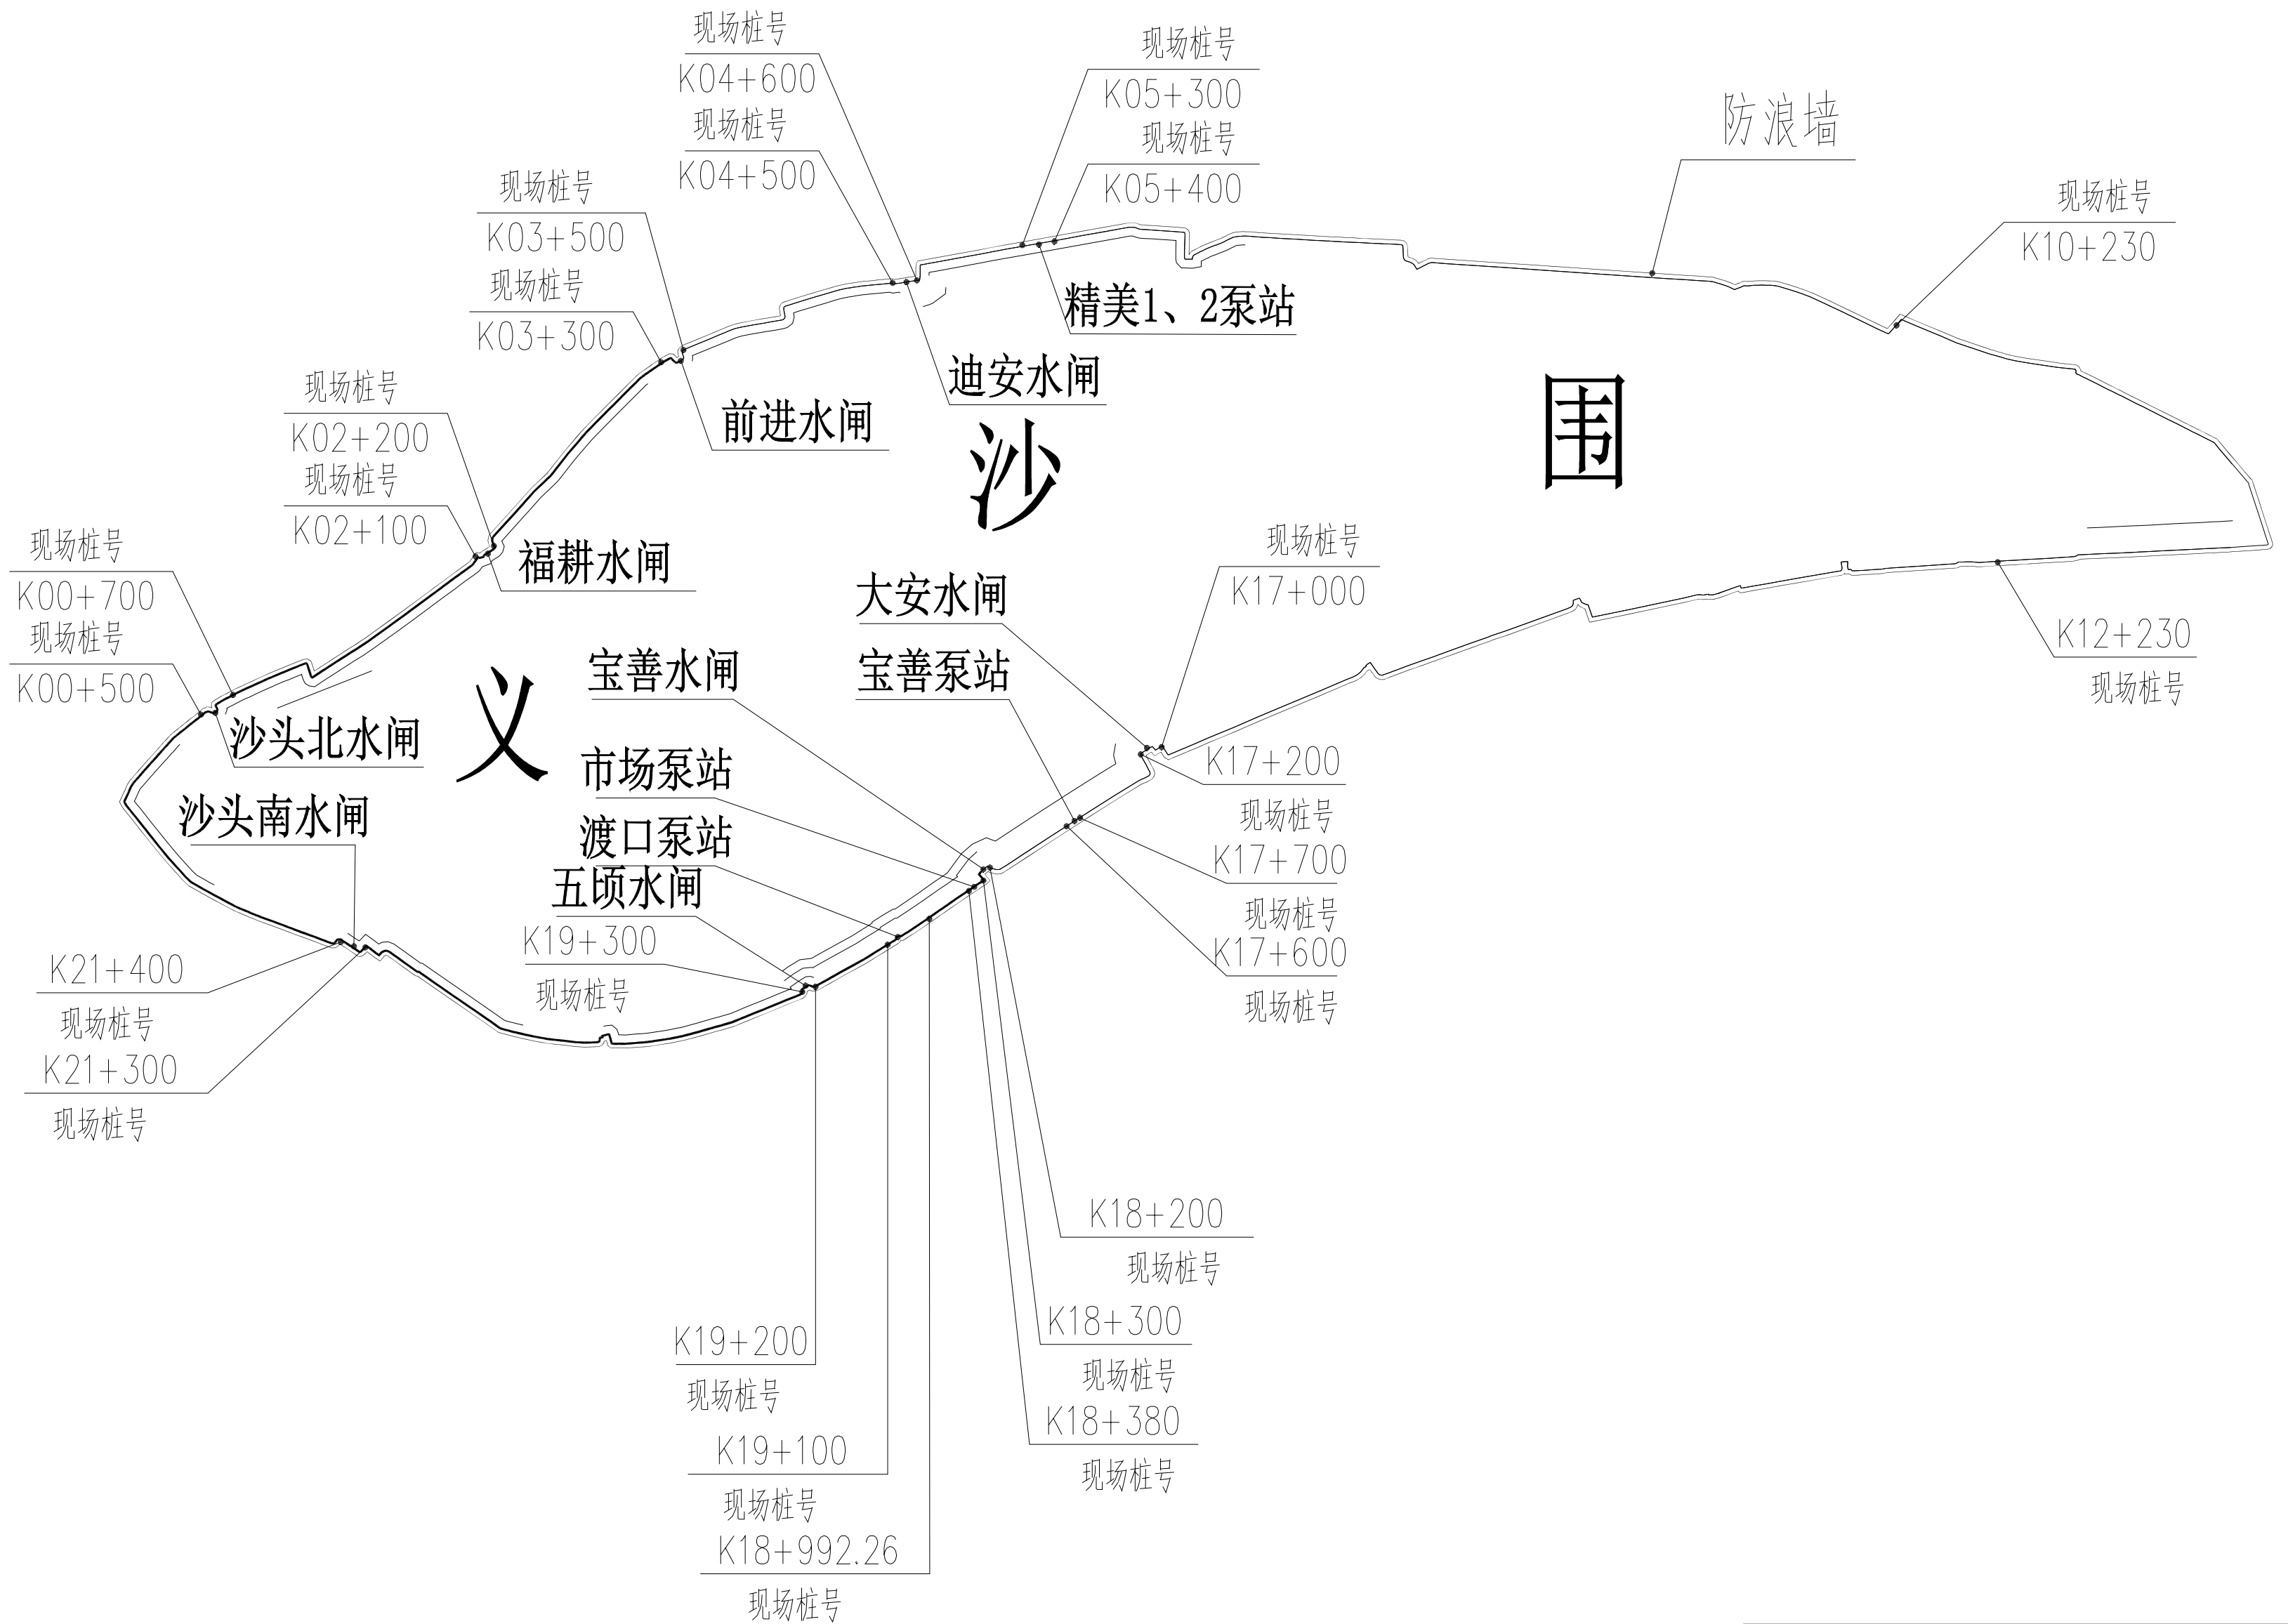 现场桩号
K04+600
现场桩号
K04+500
现场桩号
K05+300
现场桩号
K05+400
防浪墙
现场桩号
K10+230
现场桩号
K03+500
现场桩号
K03+300
精美1、2泵站
迪安水闸
前进水闸
现场桩号
K02+200
现场桩号
K02+100
福耕水闸
沙
围
现场桩号
K00+700
现场桩号
K00+500
沙头北水闸
义
现场桩号
K17+000
大安水闸
宝善水闸
宝善泵站
K12+230
现场桩号
市场泵站
K17+200
现场桩号
沙头南水闸
渡口泵站
K17+700
现场桩号
五顷水闸
K19+300
现场桩号
K17+600
现场桩号
K21+400
现场桩号
K21+300
现场桩号
K18+200
现场桩号
K18+300
现场桩号
K19+200
现场桩号
K18+380
现场桩号
K19+100
现场桩号
K18+992.26
现场桩号